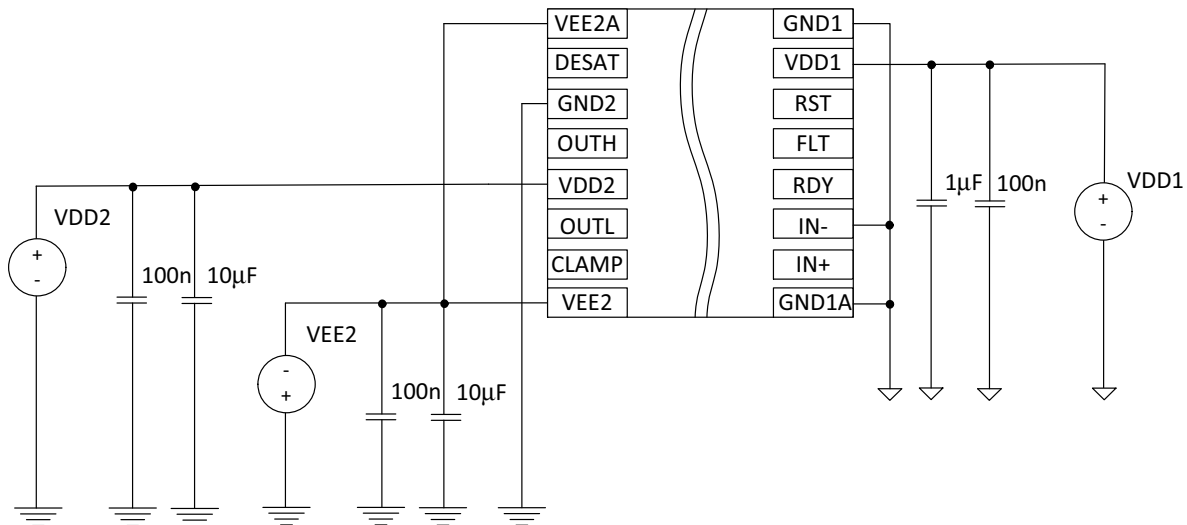 VEE2A
DESAT
GND2
OUTH
VDD2
OUTL
CLAMP
VEE2
GND1
VDD1
RST
FLT
RDY
IN-
IN+
GND1A
VDD2
+
-
100n
10μF
VEE2
-
+
100n
10μF
1μF
100n
VDD1
+
-